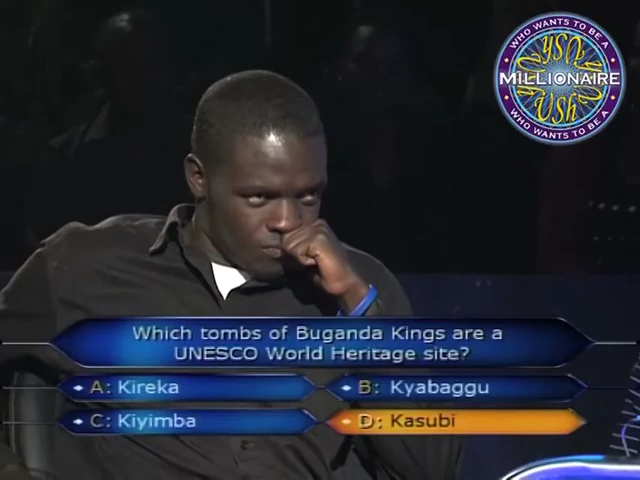 WHO WANTS TO BE A
MILLIONAIRE
WHO WANTS TO BE A
USh
Which tombs of Buganda Kings are a
UNESCO World Heritage site?
A: Kireka
B: Kyabaggu
C: Kiyimba
D: Kasubi